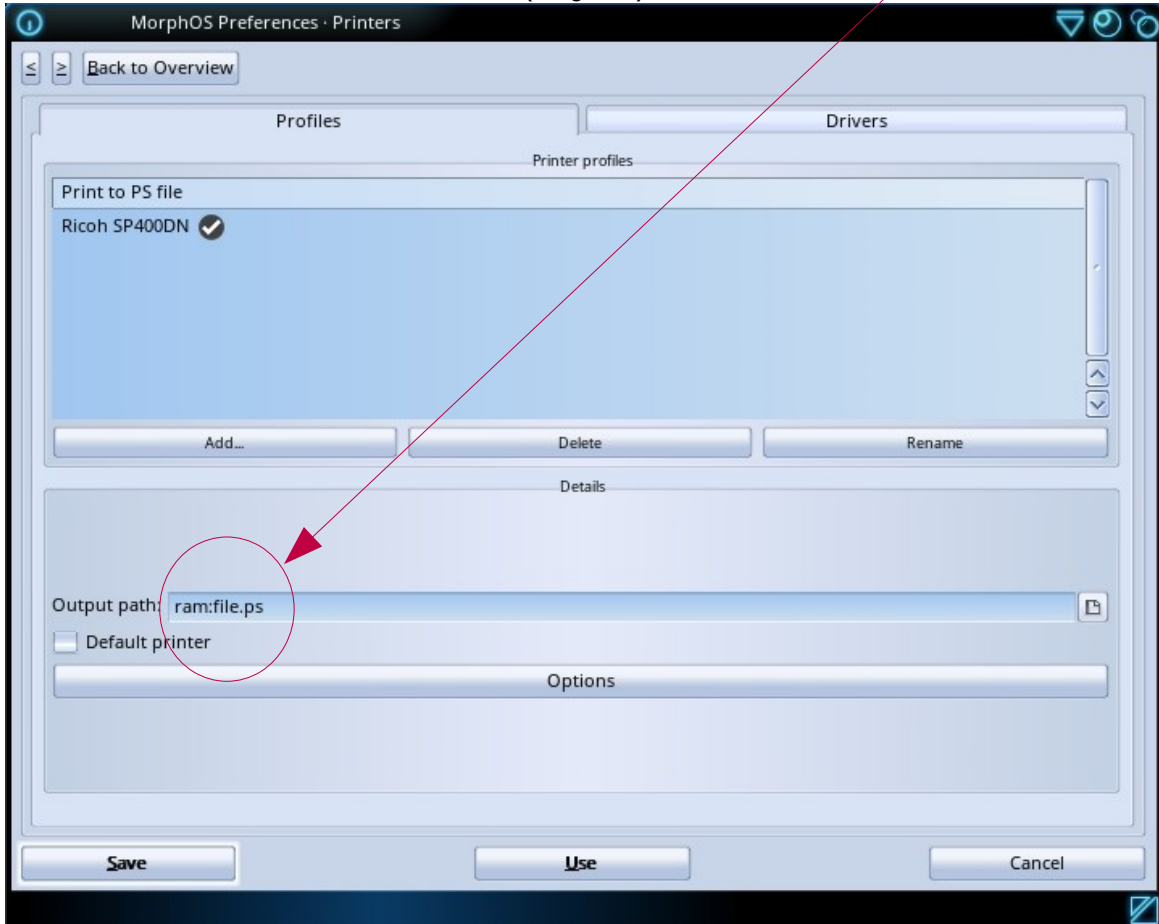 MorphOS Preferences · Printers
≤ ≥ Back to Overview
Profiles Drivers
Printer profiles
Print to PS file
Ricoh SP400DN
Add... Delete Rename
Details
Output path: ram:file.ps
Default printer
Options
Save Use Cancel